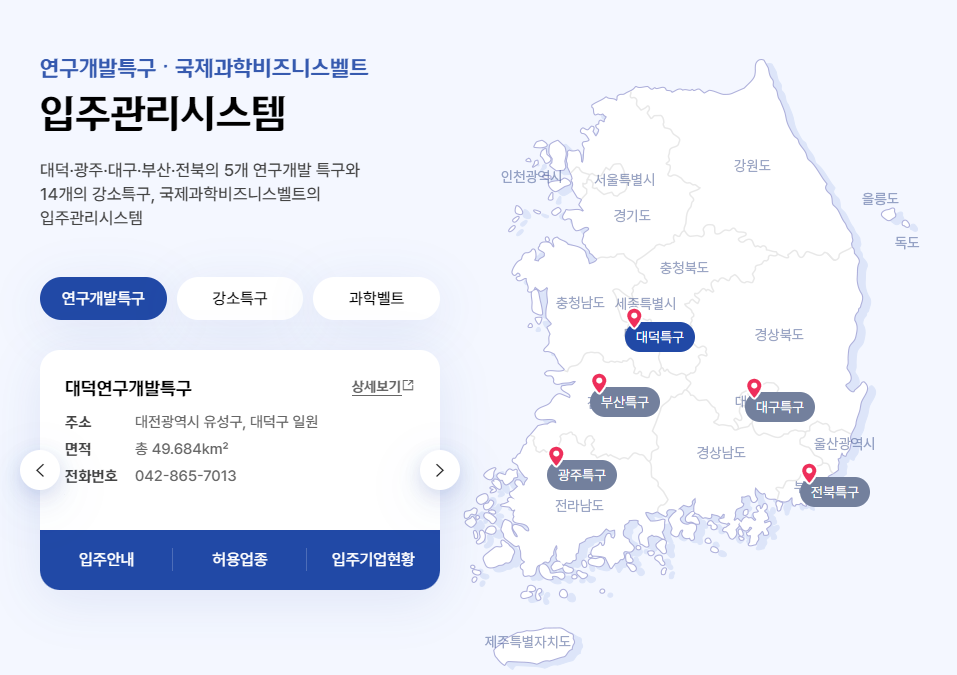 연구개발특구 · 국제과학비즈니스벨트
입주관리시스템
대덕·광주·대구·부산·전북의 5개 연구개발 특구와
14개의 강소특구, 국제과학비즈니스벨트의
입주관리시스템
연구개발특구 강소특구 과학벨트
대덕연구개발특구 상세보기
주소 대전광역시 유성구, 대덕구 일원
면적 총 49.684km²
전화번호 042-865-7013
입주안내 허용업종 입주기업현황
강원도
인천광역시 서울특별시
울릉도
경기도
독도
충청북도
충청남도 세종특별시
대덕특구
경상북도
부산특구
대구특구
울산광역시
경상남도
광주특구
전북특구
전라남도
제주특별자치도